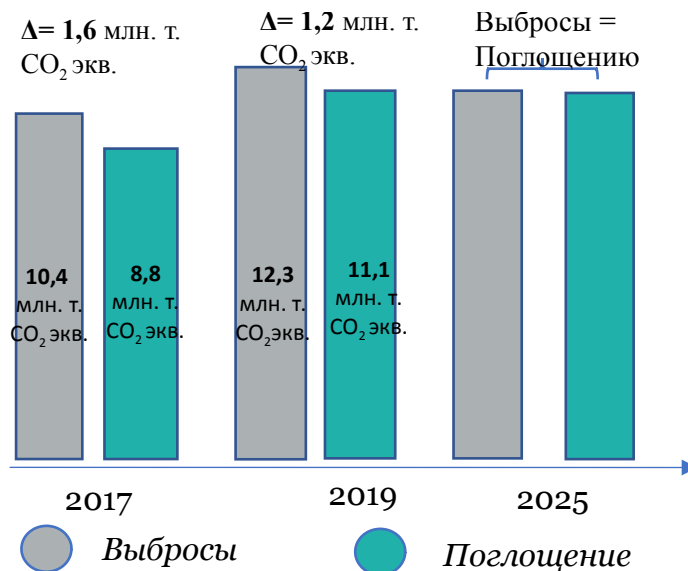 Δ= 1,6 млн. т.
CO₂ экв.
Δ= 1,2 млн. т.
CO₂ экв.
Выбросы =
Поглощению
10,4
млн. т.
CO₂ экв.
8,8
млн. т.
CO₂ экв.
12,3
млн. т.
CO₂экв.
11,1
млн. т.
CO₂ экв.
2017
2019
2025
Выбросы
Поглощение